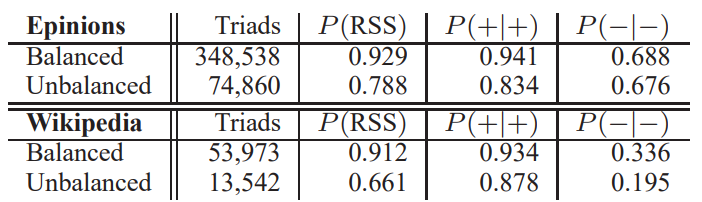 Epinions Triads P(RSS) P(+|+) P(−|−)
Balanced 348,538 0.929 0.941 0.688
Unbalanced 74,860 0.788 0.834 0.676
Wikipedia Triads P(RSS) P(+|+) P(−|−)
Balanced 53,973 0.912 0.934 0.336
Unbalanced 13,542 0.661 0.878 0.195